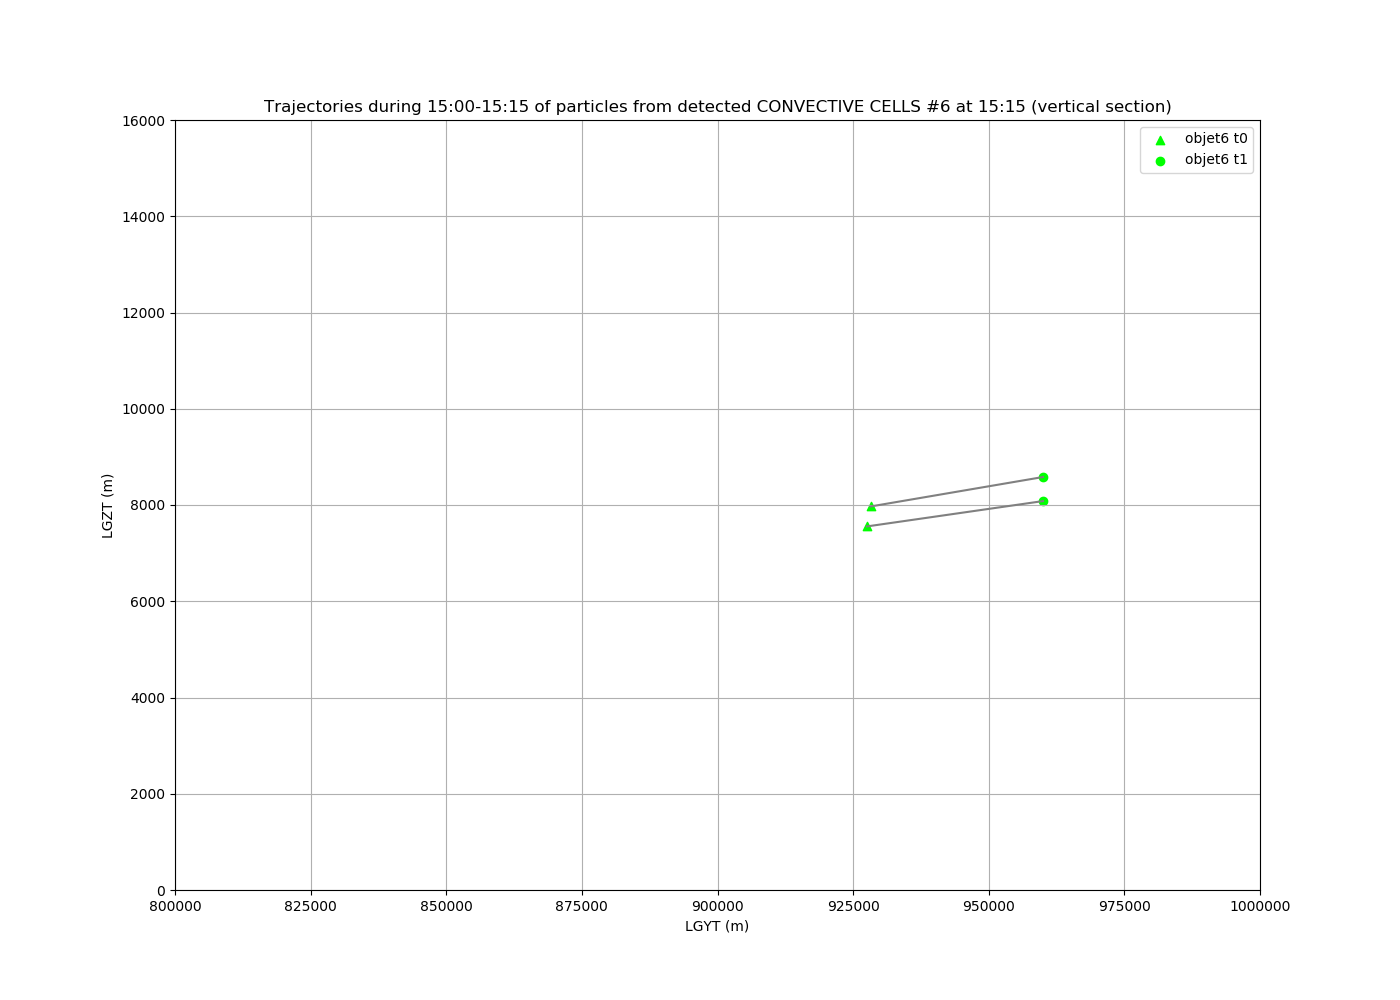 Trajectories during 15:00-15:15 of particles from detected CONVECTIVE CELLS #6 at 15:15 (vertical section)
objet6 t0
objet6 t1
16000
14000
12000
10000
8000
6000
4000
2000
0
LGZT (m)
800000 825000 850000 875000 900000 925000 950000 975000 1000000
LGYT (m)